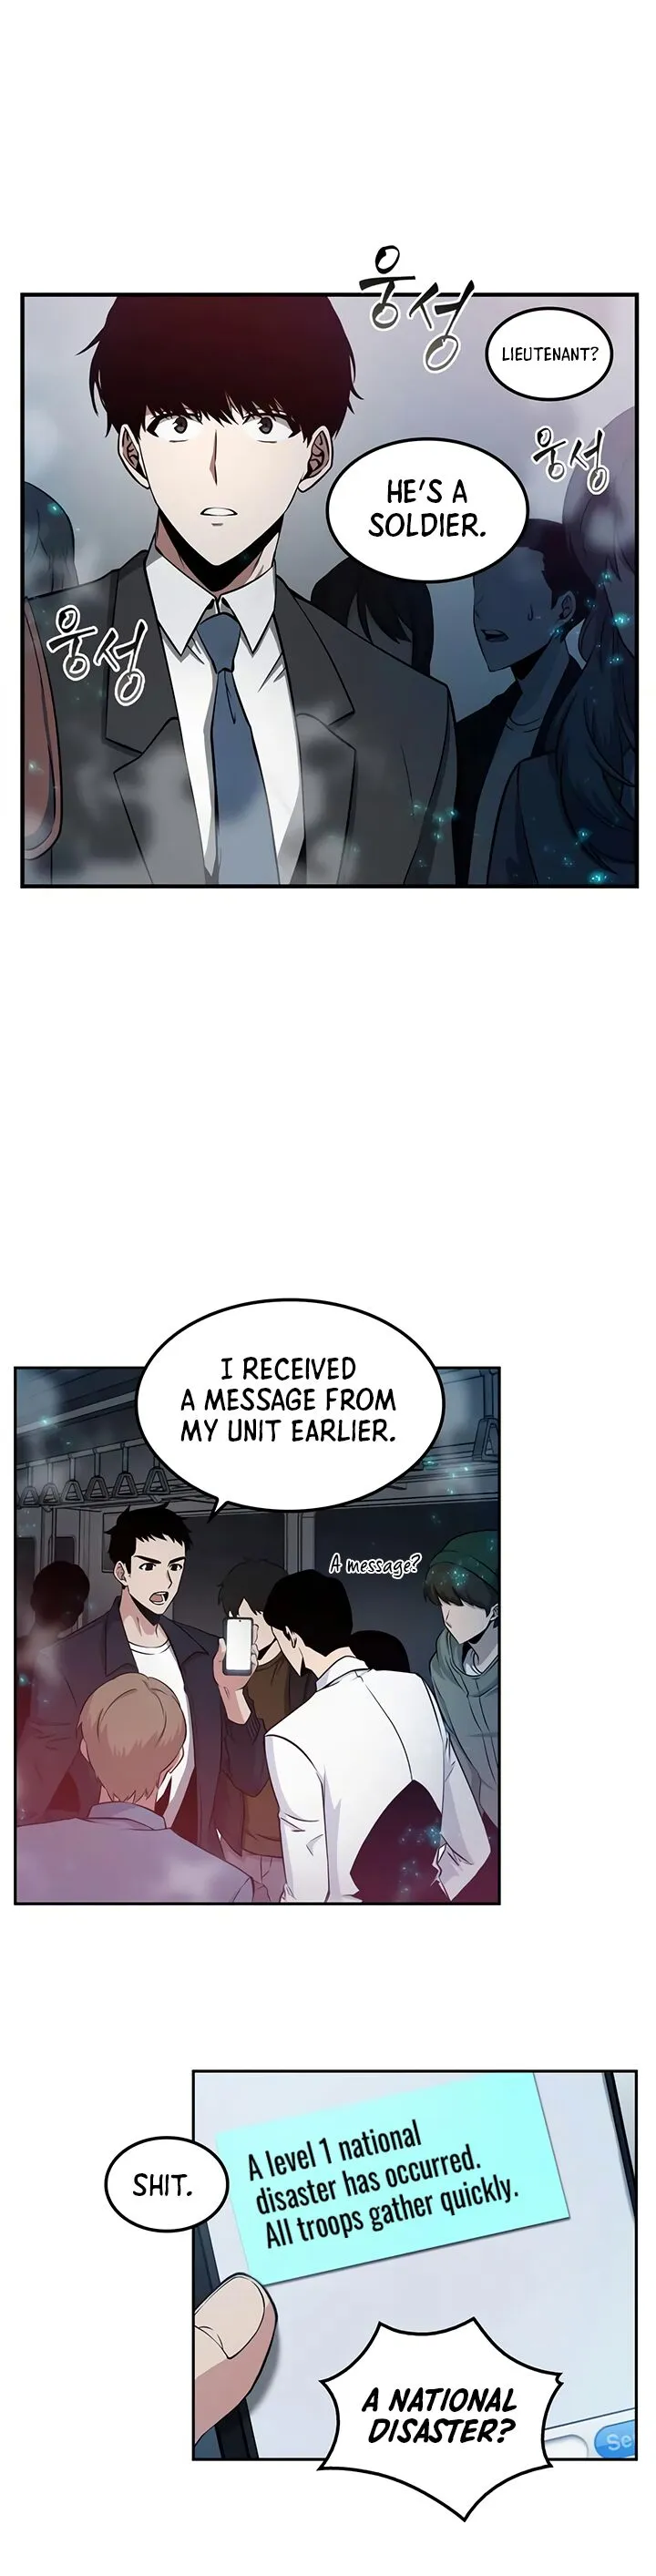 웅성
LIEUTENANT?
웅성
HE'S A
SOLDIER.
웅성
I RECEIVED
A MESSAGE FROM
MY UNIT EARLIER.
A message?
A level 1 national
disaster has occurred.
All troops gather quickly.
SHIT.
A NATIONAL
DISASTER?
Se